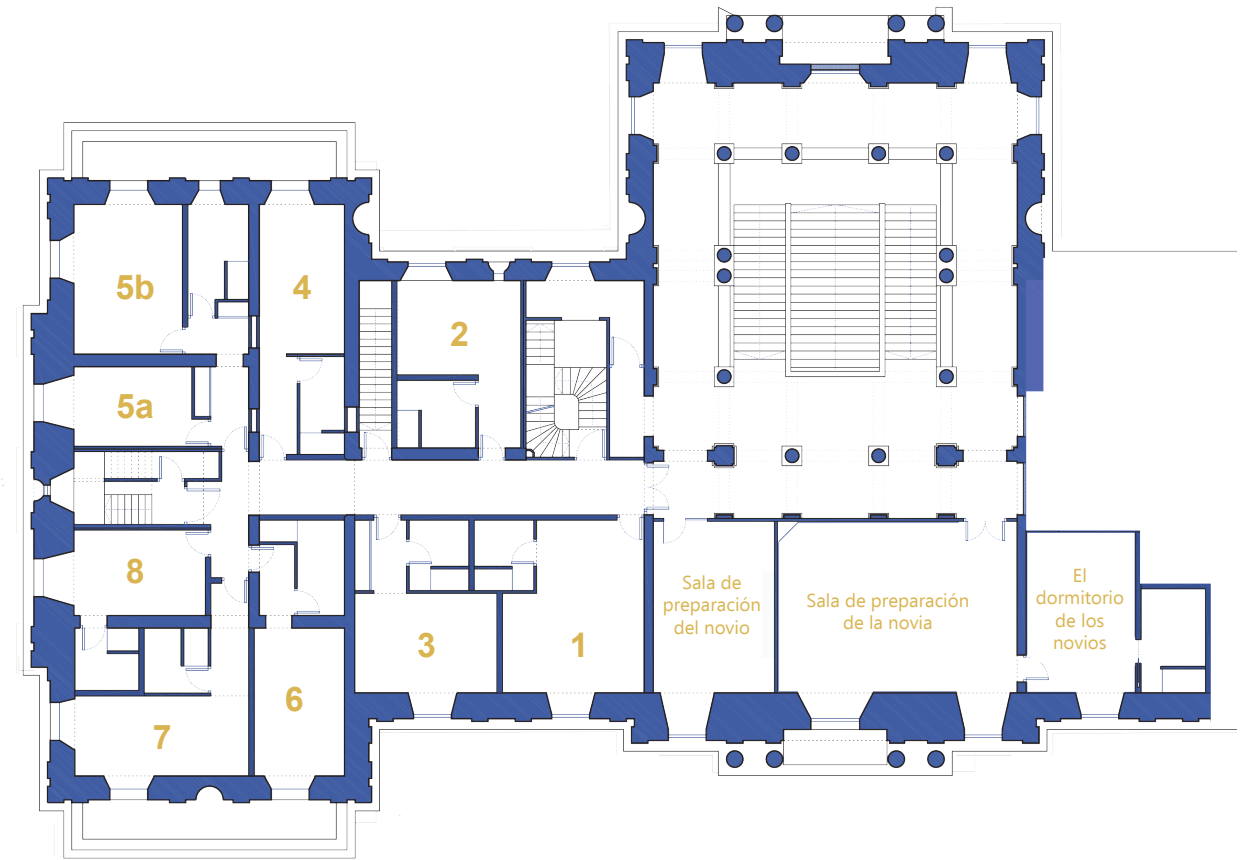 5b
4
2
5a
8
3
1
6
7
Sala de
preparación
del novio
Sala de preparación
de la novia
El
dormitorio
de los
novios